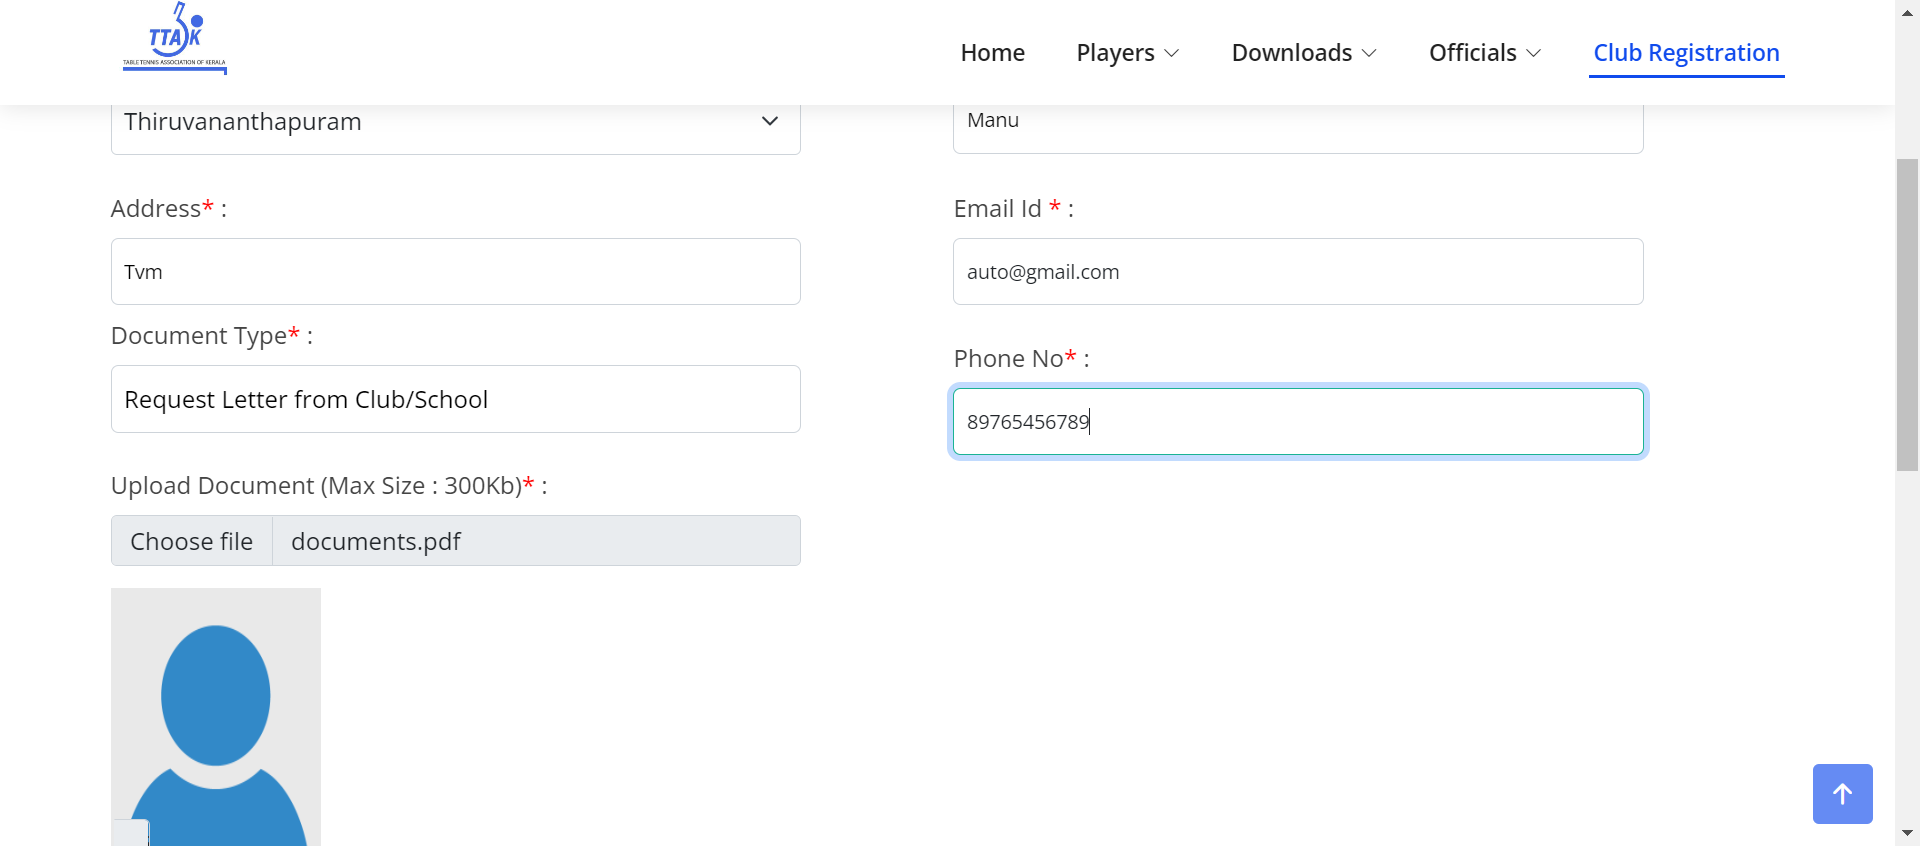 TTASK
TABLE TENNIS ASSOCIATION OF KERALA
Home
Players
Downloads
Officials
Club Registration
Thiruvananthapuram
Manu
Address* :
Email Id * :
Tvm
auto@gmail.com
Document Type* :
Phone No* :
Request Letter from Club/School
89765456789
Upload Document (Max Size : 300Kb)* :
Choose file
documents.pdf